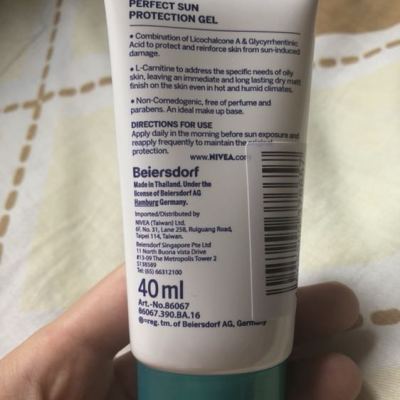 PERFECT SUN
PROTECTION GEL
• Combination of Licochalcone A & Glycyrrhentinic
Acid to protect and reinforce skin from sun-induced
damage.
• L-Carnitine to address the specific needs of oily
skin, leaving an immediate and long lasting dry matt
finish on the skin even in hot and humid climates.
• Non-Comedogenic, free of perfume and
parabens. An ideal make up base.
DIRECTIONS FOR USE
Apply daily in the morning before sun exposure and
reapply frequently to maintain the original
protection.
www.NIVEA.com
Beiersdorf
Made in Thailand. Under the
license of Beiersdorf AG
Hamburg Germany.
Imported/Distributed by
NIVEA (Taiwan) Ltd.
6F. No. 31, Lane 258, Ruiguang Road,
Taipei 114, Taiwan.
Beiersdorf Singapore Pte Ltd
11 North Buona vista Drive
#13-09 The Metropolis Tower 2
S138589
Tel: (65) 66312100
40 ml
Art.-No.86067
86067.390.BA.16
®=reg. tm. of Beiersdorf AG, Germany